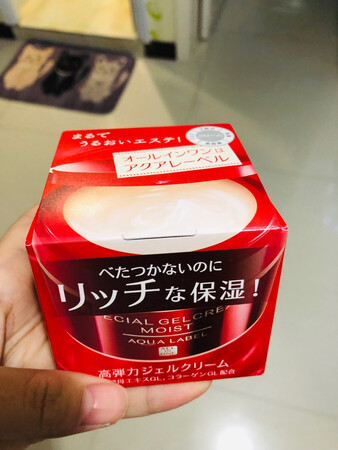 まるで
うるおいエステ!
オールインワンは
アクアレーベル
べたつかないのに
リッチな保湿!
ECIAL GELCRE
MOIST
AQUA LABEL
高弾力ジェルクリーム
母エキスGL、コラーゲンGL配合